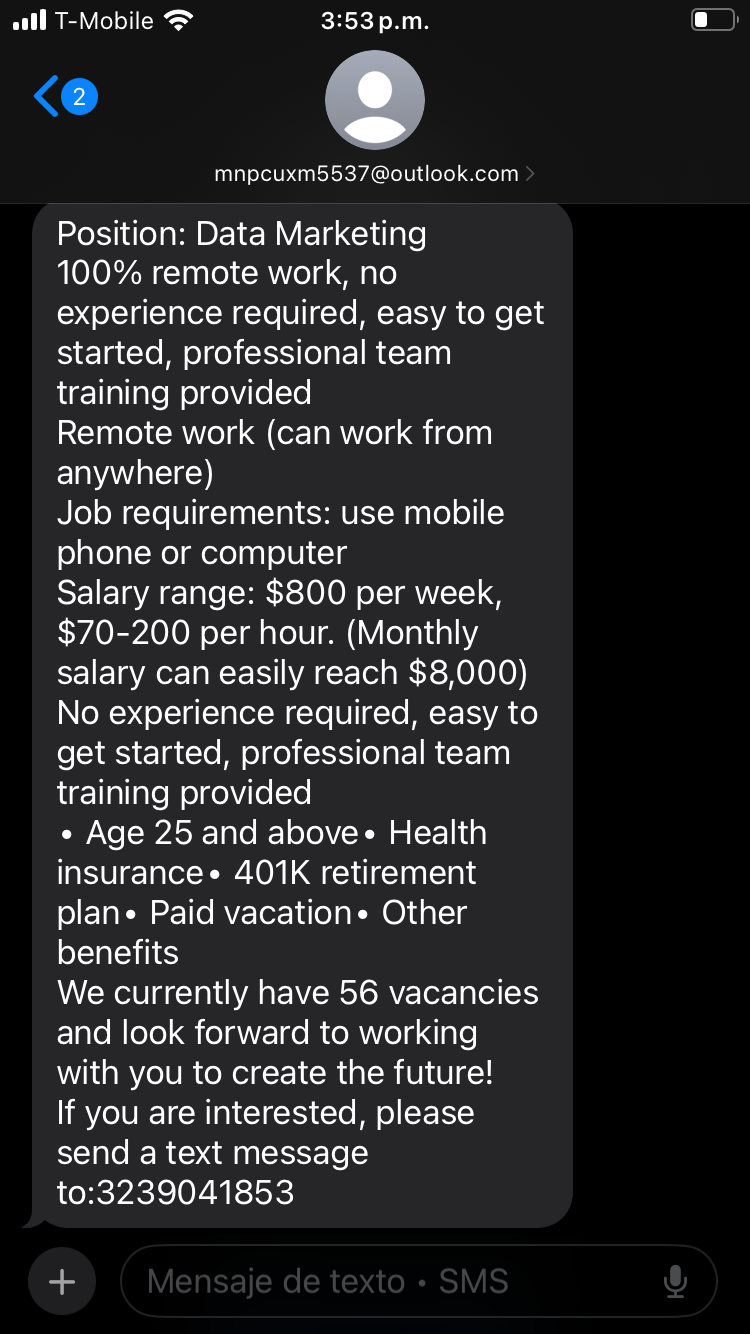 T-Mobile 3:53 p.m.
2
mnpcuxm5537@outlook.com
Position: Data Marketing
100% remote work, no
experience required, easy to get
started, professional team
training provided
Remote work (can work from
anywhere)
Job requirements: use mobile
phone or computer
Salary range: $800 per week,
$70-200 per hour. (Monthly
salary can easily reach $8,000)
No experience required, easy to
get started, professional team
training provided
• Age 25 and above• Health
insurance• 401K retirement
plan• Paid vacation• Other
benefits
We currently have 56 vacancies
and look forward to working
with you to create the future!
If you are interested, please
send a text message
to:3239041853
Mensaje de texto • SMS